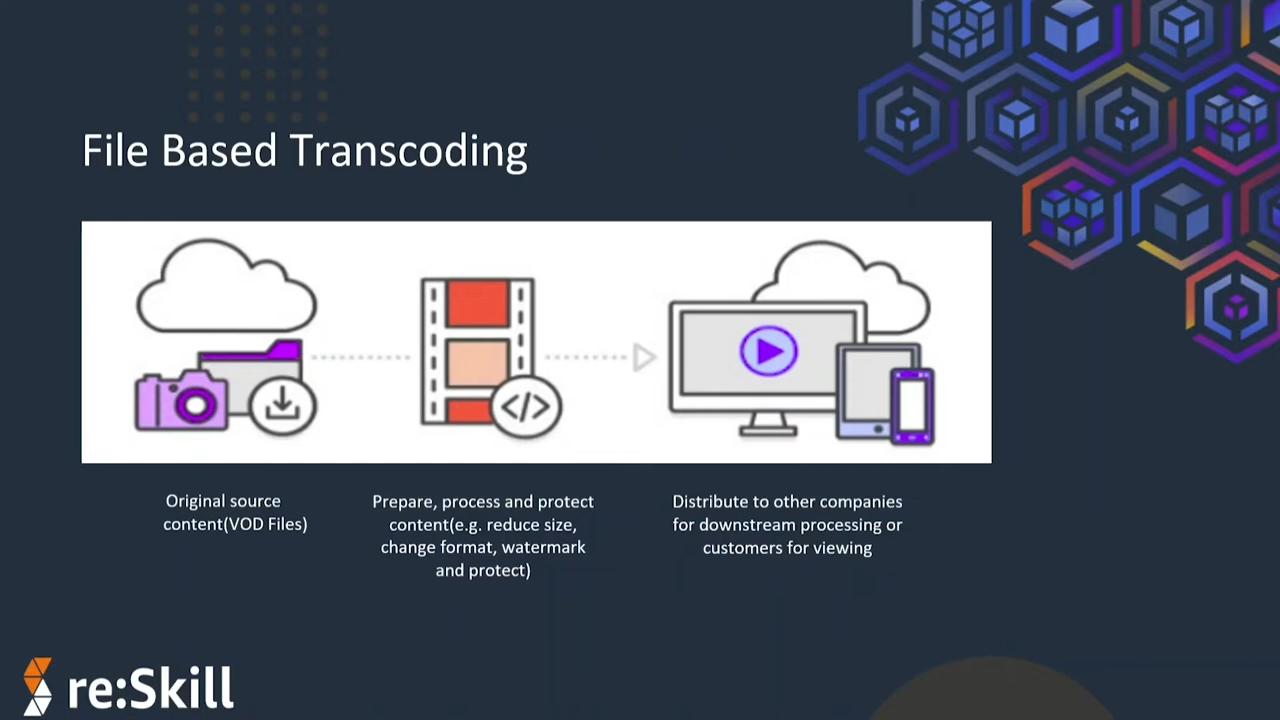 File Based Transcoding
Original source
content(VOD Files)
Prepare, process and protect
content(e.g. reduce size,
change format, watermark
and protect)
Distribute to other companies
for downstream processing or
customers for viewing
re:Skill